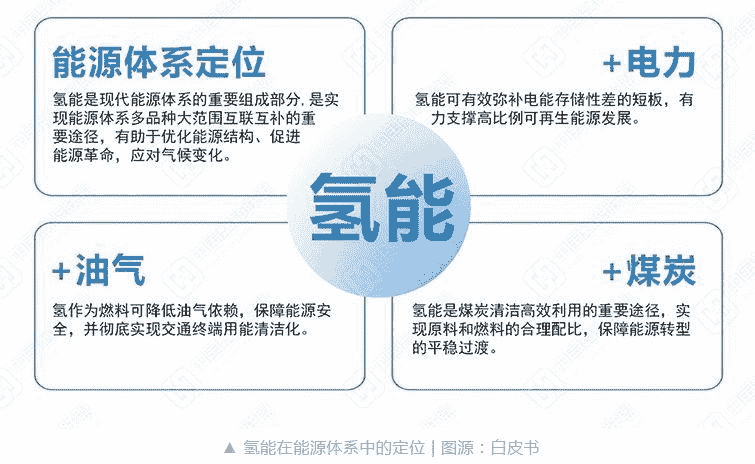 能源体系定位
氢能是现代能源体系的重要组成部分,是实
现能源体系多品种大范围互联互补的重
要途径，有助于优化能源结构、促进
能源革命，应对气候变化。
+电力
氢能可有效弥补电能存储性差的短板，有
力支撑高比例可再生能源发展。
氢能
+油气
氢作为燃料可降低油气依赖，保障能源安
全，并彻底实现交通终端用能清洁化。
+煤炭
氢能是煤炭清洁高效利用的重要途径，实
现原料和燃料的合理配比，保障能源转型
的平稳过渡。
▲ 氢能在能源体系中的定位 | 图源：白皮书